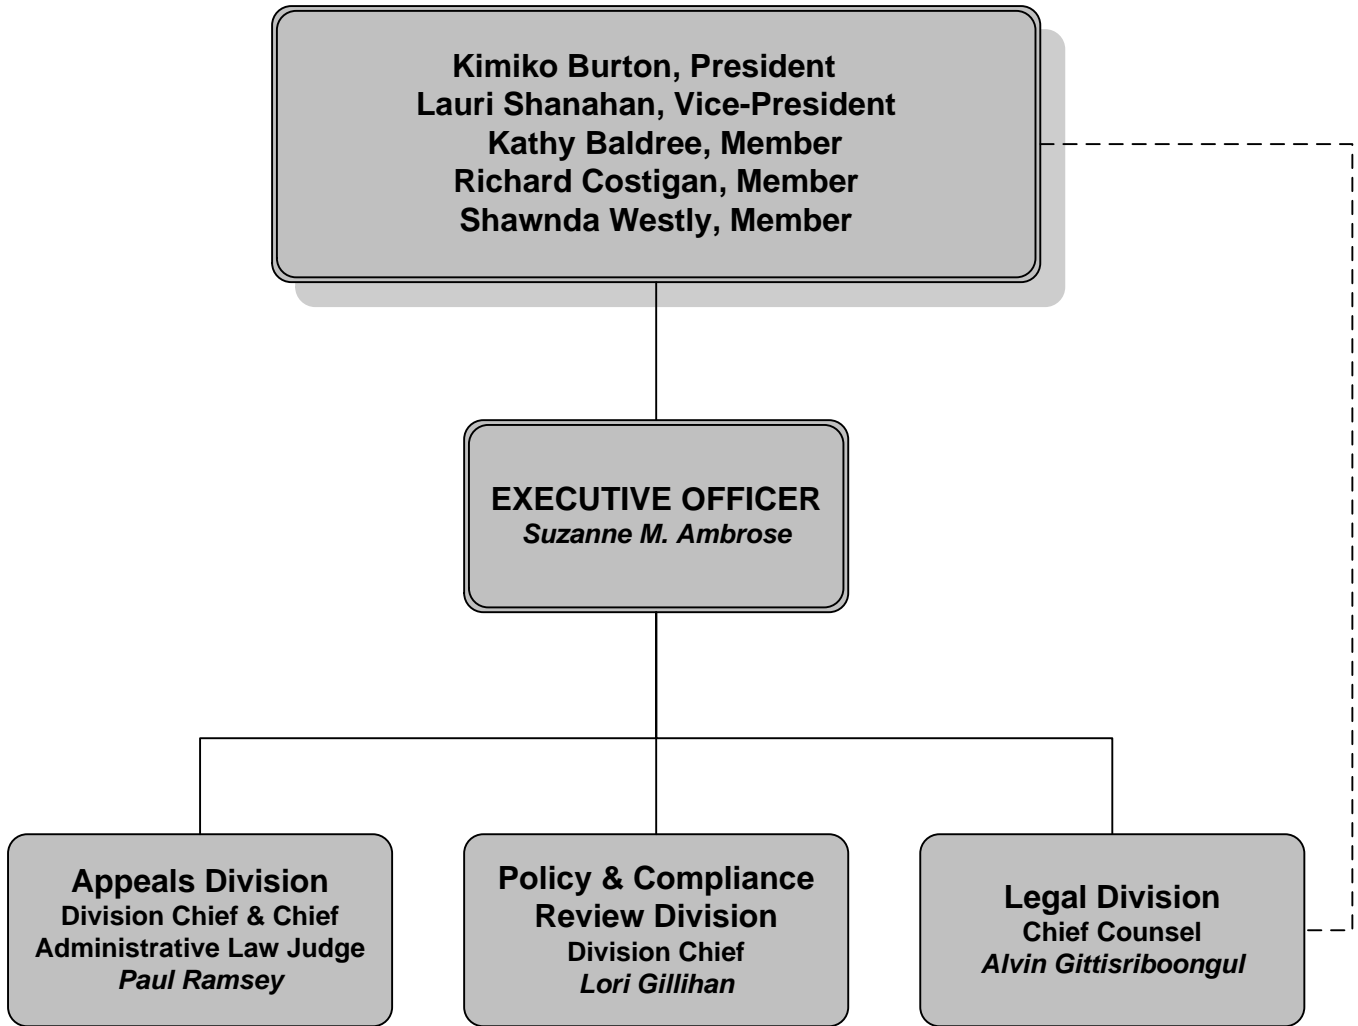 Kimiko Burton, President
Lauri Shanahan, Vice-President
Kathy Baldree, Member
Richard Costigan, Member
Shawnda Westly, Member
EXECUTIVE OFFICER
Suzanne M. Ambrose
Appeals Division
Division Chief & Chief
Administrative Law Judge
Paul Ramsey
Policy & Compliance
Review Division
Division Chief
Lori Gillihan
Legal Division
Chief Counsel
Alvin Gittisriboongul